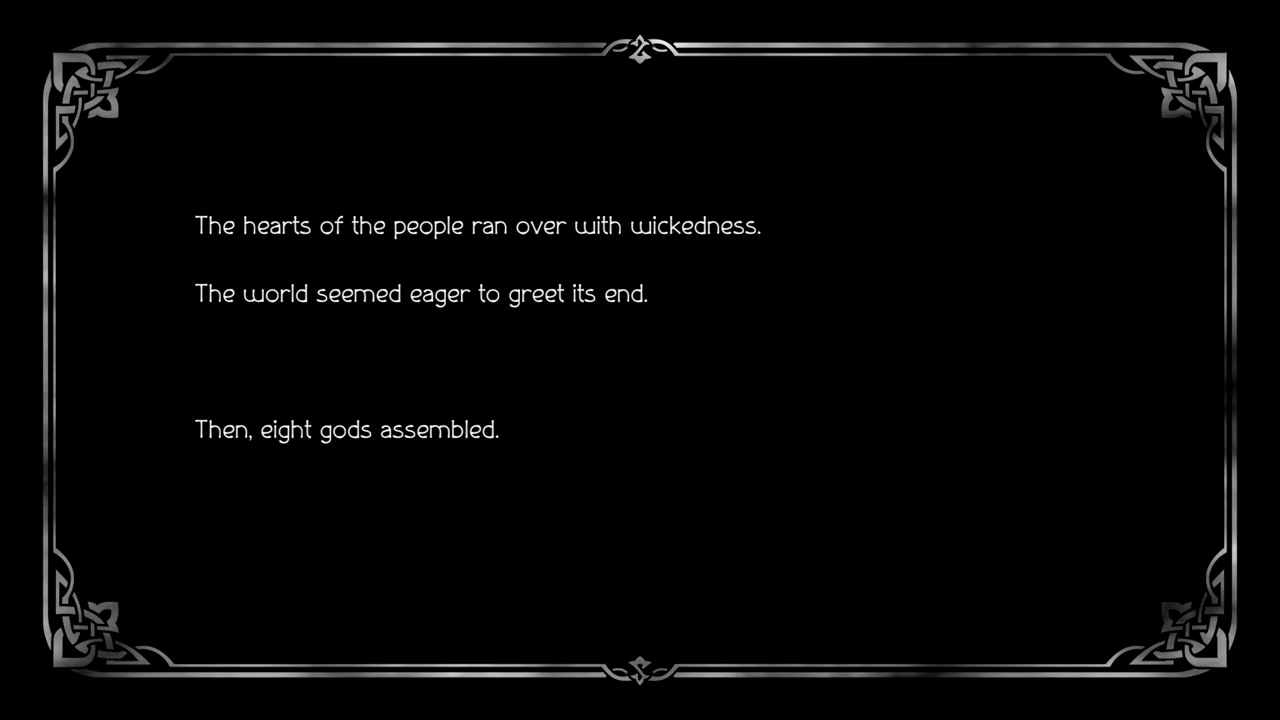 The hearts of the people ran over with wickedness.
The world seemed eager to greet its end.
Then, eight gods assembled.